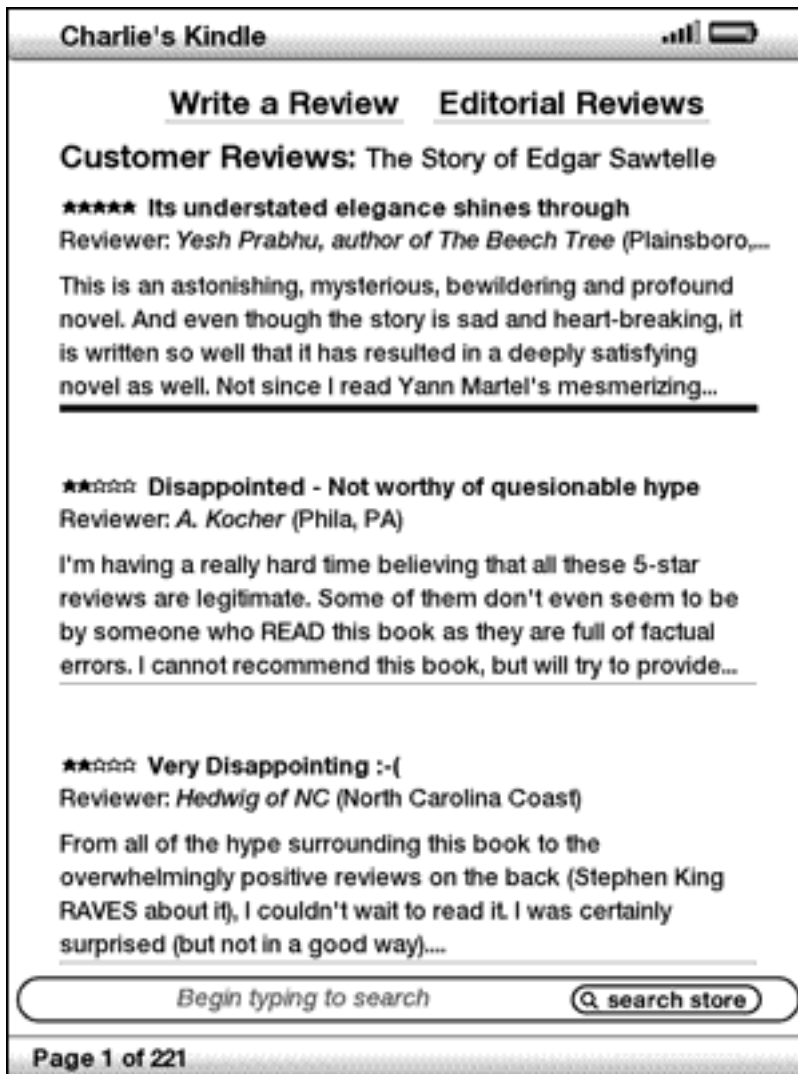 Charlie's Kindle
Write a Review Editorial Reviews
Customer Reviews: The Story of Edgar Sawtelle
★★★★★ Its understated elegance shines through
Reviewer: Yesh Prabhu, author of The Beech Tree (Plainsboro,...
This is an astonishing, mysterious, bewildering and profound
novel. And even though the story is sad and heart-breaking, it
is written so well that it has resulted in a deeply satisfying
novel as well. Not since I read Yann Martel's mesmerizing...
★★☆☆☆ Disappointed - Not worthy of quesionable hype
Reviewer: A. Kocher (Phila, PA)
I'm having a really hard time believing that all these 5-star
reviews are legitimate. Some of them don't even seem to be
by someone who READ this book as they are full of factual
errors. I cannot recommend this book, but will try to provide...
★★☆☆☆ Very Disappointing :-(
Reviewer: Hedwig of NC (North Carolina Coast)
From all of the hype surrounding this book to the
overwhelmingly positive reviews on the back (Stephen King
RAVES about it), I couldn't wait to read it. I was certainly
surprised (but not in a good way)....
Begin typing to search search store
Page 1 of 221